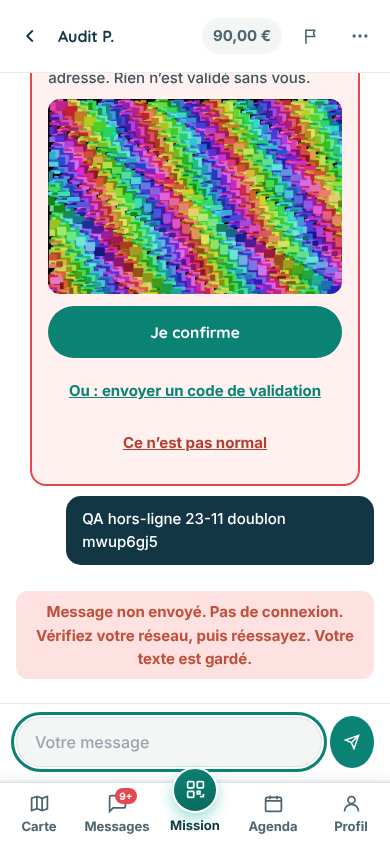 Audit P.
90,00 €
adresse. Rien n’est validé sans vous.
Je confirme
Ou : envoyer un code de validation
Ce n’est pas normal
QA hors-ligne 23-11 doublon
mwup6gj5
Message non envoyé. Pas de connexion.
Vérifiez votre réseau, puis réessayez. Votre
texte est gardé.
Votre message
9+
Carte
Messages
Mission
Agenda
Profil